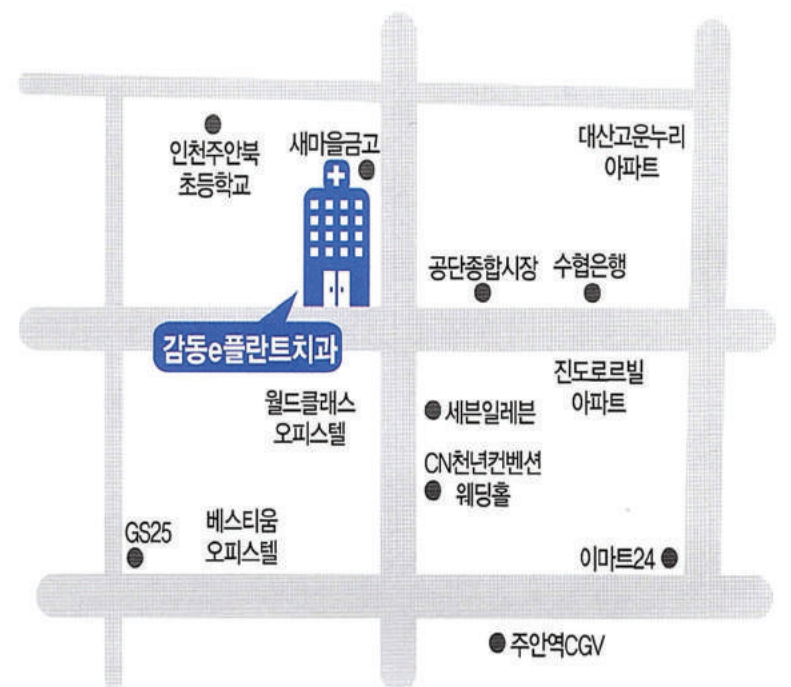 인천주안북
초등학교
새마을금고
대산고운누리
아파트
공단종합시장
수협은행
감동e플란트치과
월드클래스
오피스텔
세븐일레븐
진도로르빌
아파트
CN천년컨벤션
웨딩홀
GS25
베스티움
오피스텔
이마트24
주안역CGV